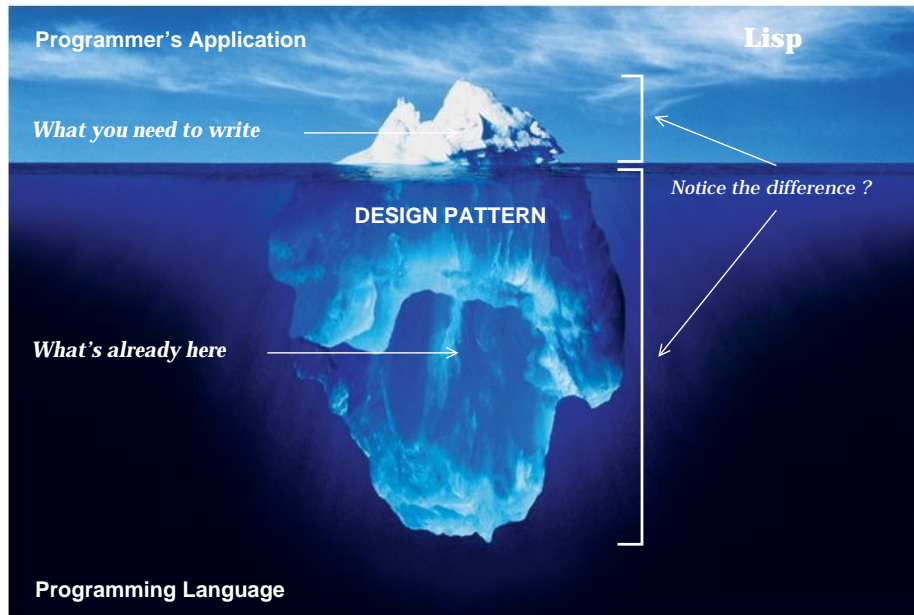 Programmer's Application
Lisp
What you need to write
Notice the difference ?
DESIGN PATTERN
What's already here
Programming Language